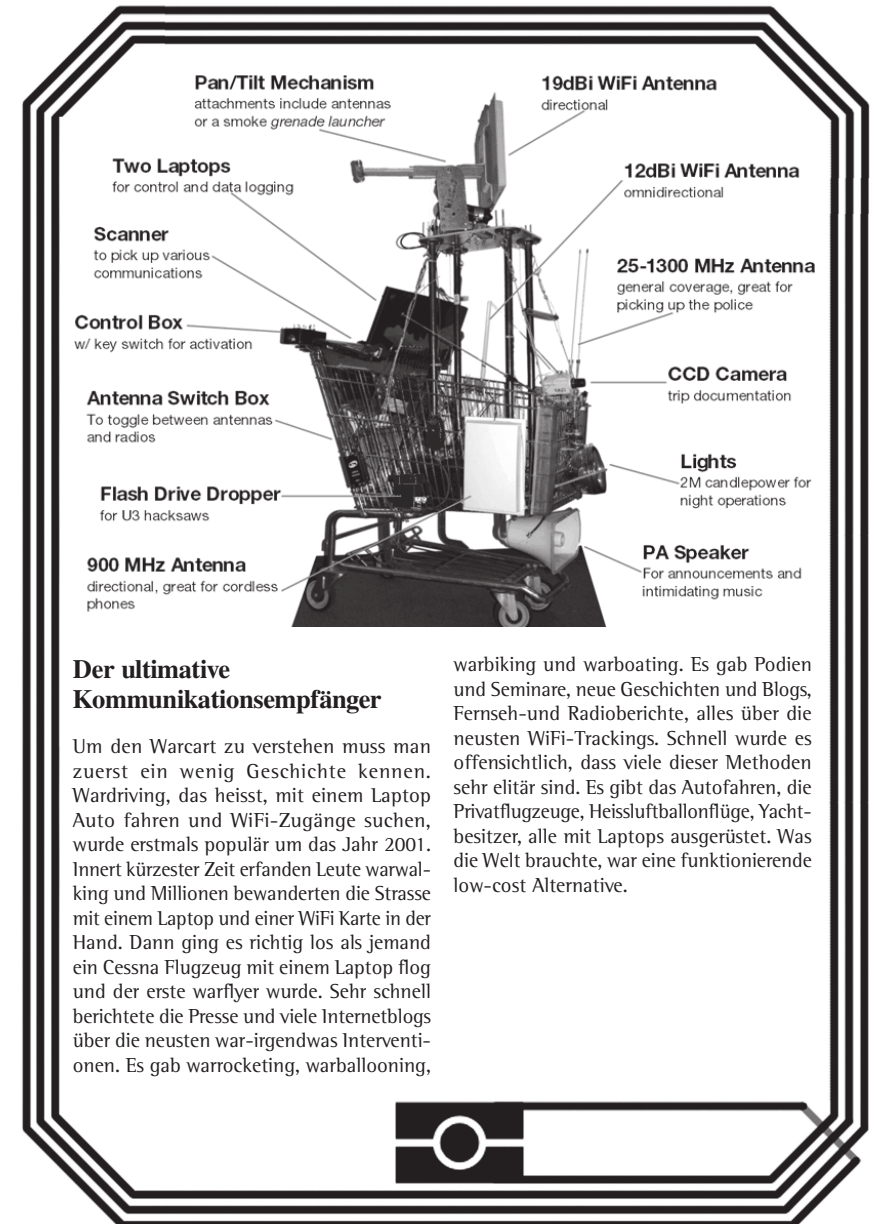 Pan/Tilt Mechanism
attachments include antennas
or a smoke grenade launcher
19dBi WiFi Antenna
directional
Two Laptops
for control and data logging
12dBi WiFi Antenna
omnidirectional
Scanner
to pick up various
communications
25-1300 MHz Antenna
general coverage, great for
picking up the police
Control Box
w/ key switch for activation
CCD Camera
trip documentation
Antenna Switch Box
To toggle between antennas
and radios
Lights
2M candlepower for
night operations
Flash Drive Dropper
for U3 hacksaws
PA Speaker
For announcements and
intimidating music
900 MHz Antenna
directional, great for cordless
phones
Der ultimative
Kommunikationsempfänger
Um den Warcart zu verstehen muss man
zuerst ein wenig Geschichte kennen.
Wardriving, das heisst, mit einem Laptop
Auto fahren und WiFi-Zugänge suchen,
wurde erstmals populär um das Jahr 2001.
Innert kürzester Zeit erfanden Leute warwal-
king und Millionen bewanderten die Strasse
mit einem Laptop und einer WiFi Karte in der
Hand. Dann ging es richtig los als jemand
ein Cessna Flugzeug mit einem Laptop flog
und der erste warflyer wurde. Sehr schnell
berichtete die Presse und viele Internetblogs
über die neusten war-irgendwas Interventi-
onen. Es gab warrocketing, warballooning,
warbiking und warboating. Es gab Podien
und Seminare, neue Geschichten und Blogs,
Fernseh-und Radioberichte, alles über die
neusten WiFi-Trackings. Schnell wurde es
offensichtlich, dass viele dieser Methoden
sehr elitär sind. Es gibt das Autofahren, die
Privatflugzeuge, Heissluftballonflüge, Yacht-
besitzer, alle mit Laptops ausgerüstet. Was
die Welt brauchte, war eine funktionierende
low-cost Alternative.